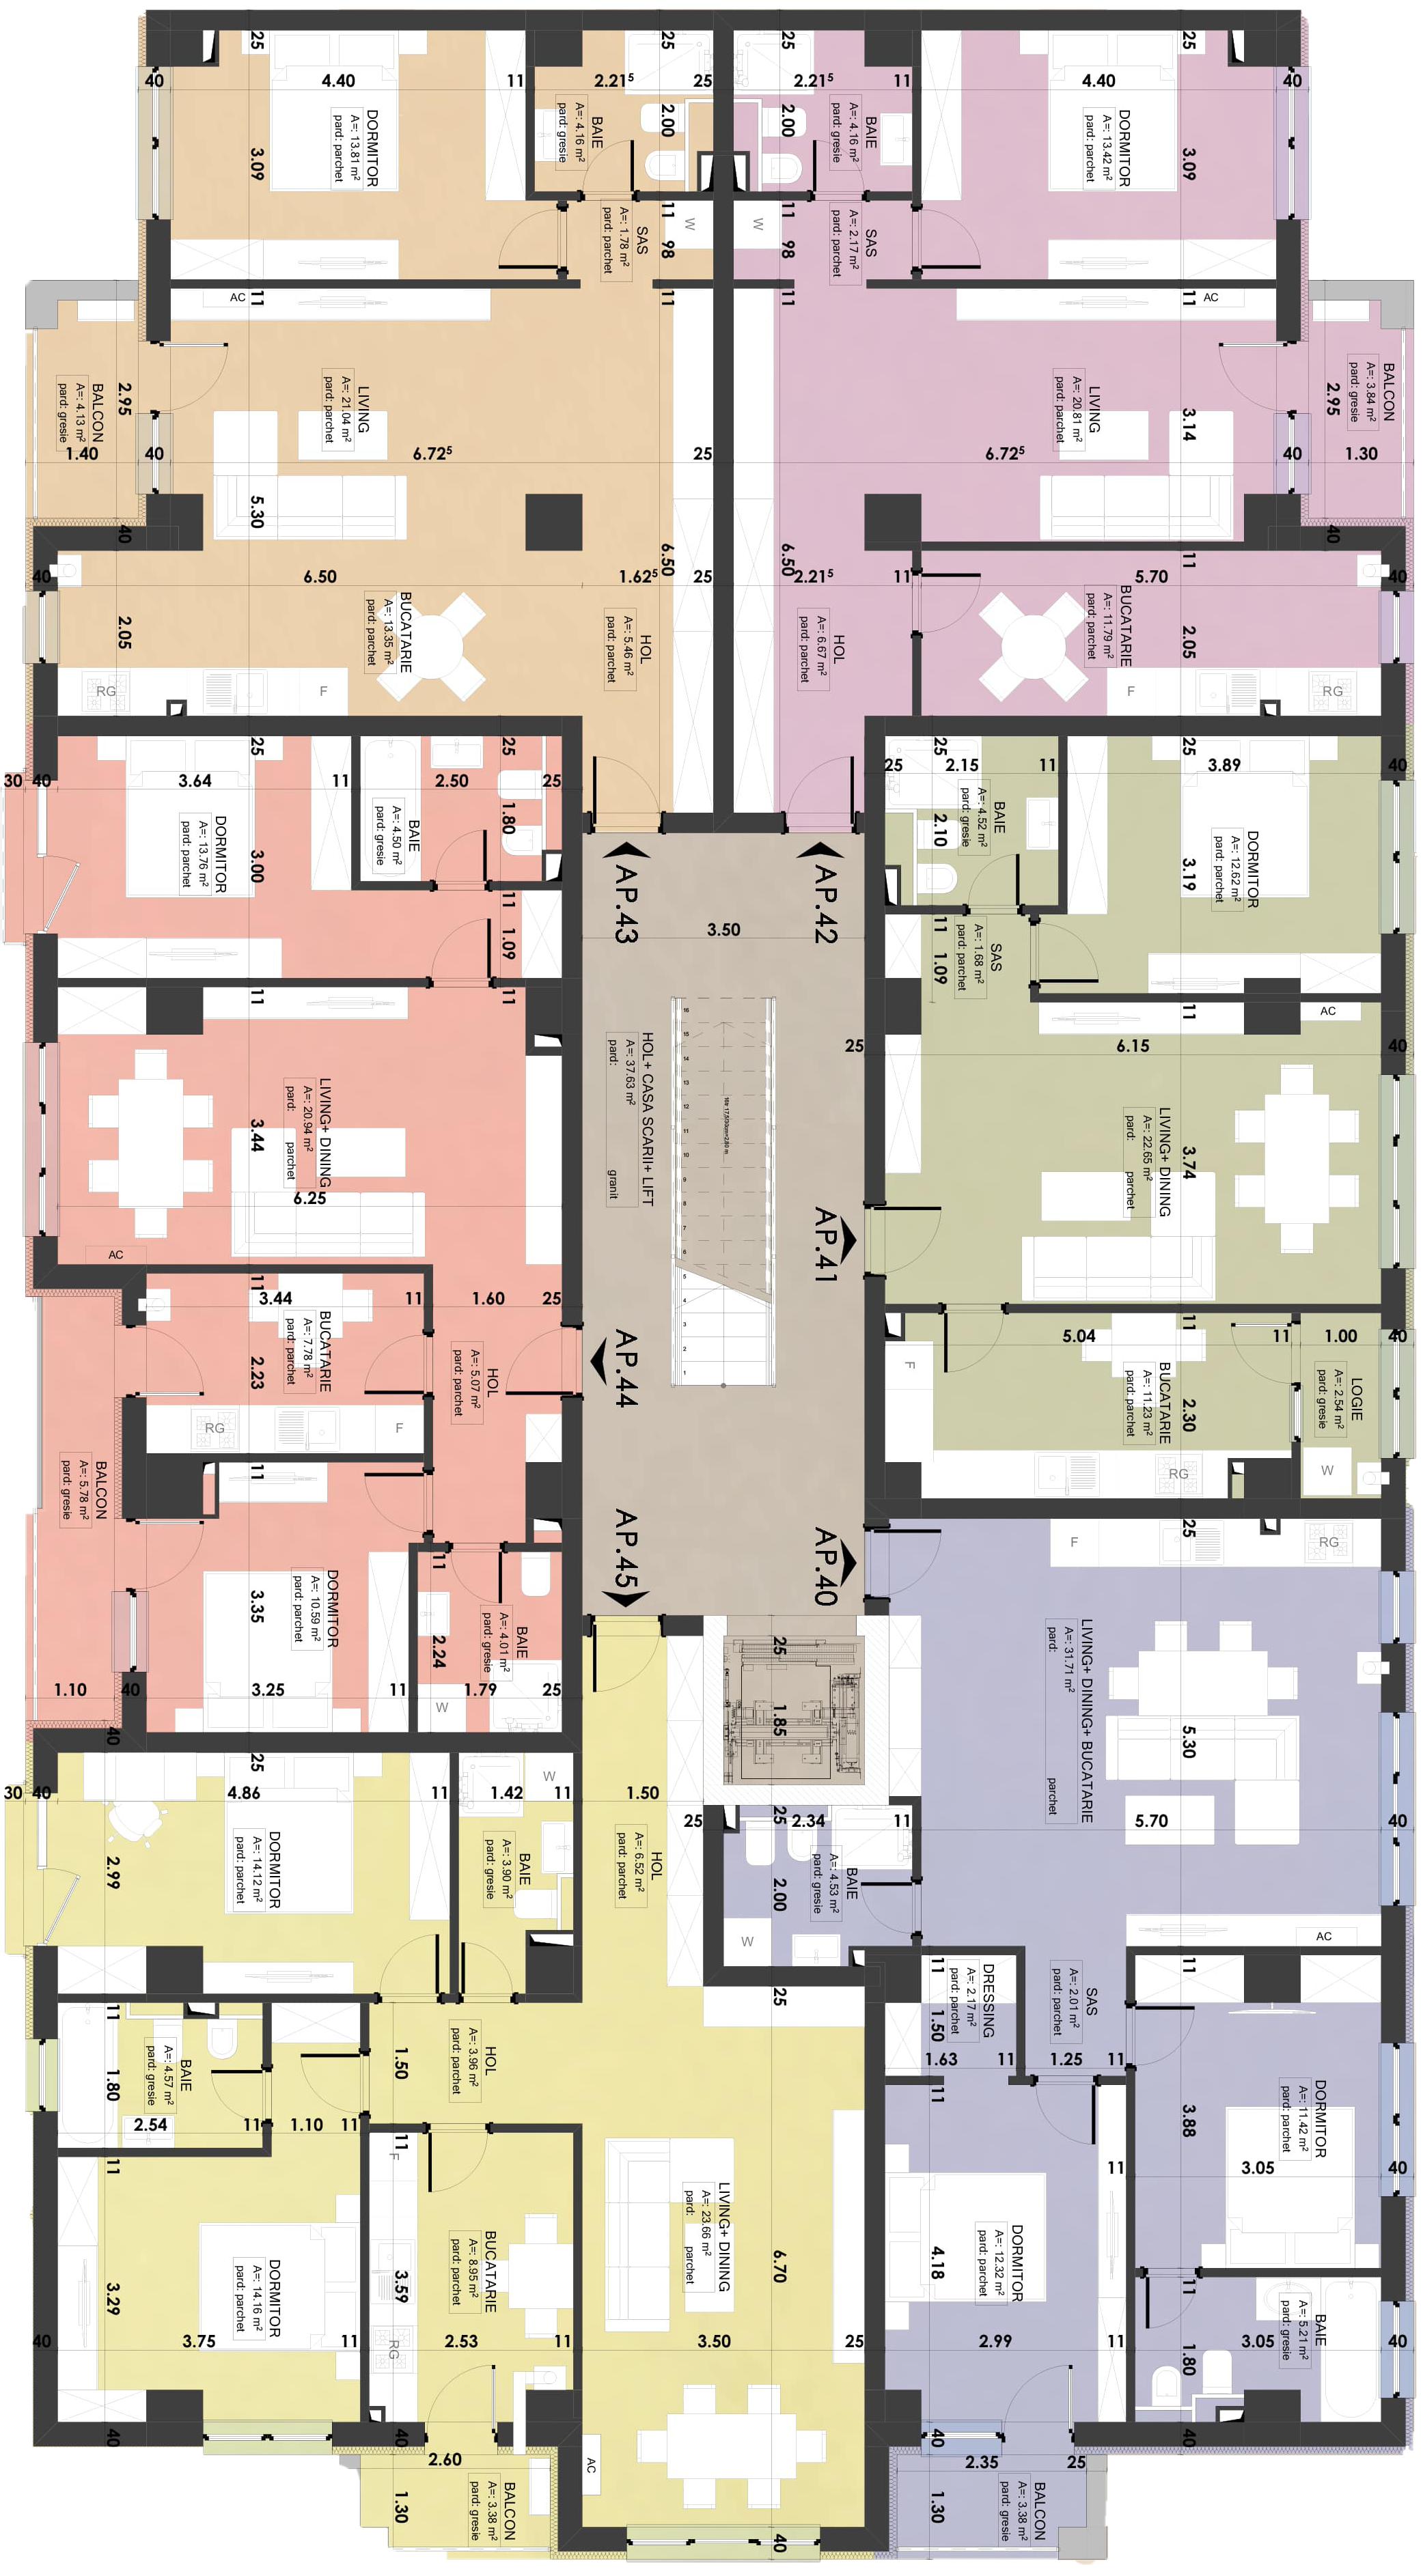 25
25
25
25
40
4.40
11
2.21⁵
25
2.21⁵
11
4.40
40
DORMITOR
A=: 13.81 m²
pard: parchet
3.09
BAIE
A=: 4.16 m²
pard: gresie
2.00
2.00
BAIE
A=: 4.16 m²
pard: gresie
DORMITOR
A=: 13.42 m²
pard: parchet
3.09
SAS
A=: 1.78 m²
pard: parchet
11
98
W
W
11
98
SAS
A=: 2.17 m²
pard: parchet
AC
11
11
11
11
AC
BALCON
A=: 4.13 m²
pard: gresie
2.95
1.40
40
LIVING
A=: 21.04 m²
pard: parchet
6.72⁵
5.30
25
LIVING
A=: 20.81 m²
pard: parchet
6.72⁵
3.14
40
BALCON
A=: 3.84 m²
pard: gresie
2.95
1.30
40
40
40
6.50
1.62⁵
6.50
25
6.50
2.21⁵
11
11
5.70
40
2.05
BUCATARIE
A=: 13.35 m²
pard: parchet
HOL
A=: 5.46 m²
pard: parchet
HOL
A=: 6.67 m²
pard: parchet
BUCATARIE
A=: 11.79 m²
pard: parchet
2.05
RG
F
F
RG
25
25
25
25
30
40
3.64
11
2.50
25
25
2.15
11
3.89
40
DORMITOR
A=: 13.76 m²
pard: parchet
3.00
BAIE
A=: 4.50 m²
pard: gresie
1.80
11
1.09
AP.43
AP.42
3.50
BAIE
A=: 4.52 m²
pard: gresie
2.10
DORMITOR
A=: 12.62 m²
pard: parchet
3.19
11
1.09
SAS
A=: 1.68 m²
pard: parchet
11
11
11
AC
25
6.15
40
HOL+ CASA SCARII+ LIFT
A=: 37.63 m²
pard: granit
16
15
14
13
12
11
10
9
8
7
6
5
4
3
2
1
LIVING+ DINING
A=: 20.94 m²
pard: parchet
3.44
6.25
AC
LIVING+ DINING
A=: 22.65 m²
pard: parchet
3.74
AP.41
11
3.44
11
1.60
25
BUCATARIE
A=: 7.78 m²
pard: parchet
2.23
HOL
A=: 5.07 m²
pard: parchet
AP.44
RG
F
11
5.04
11
1.00
40
F
BUCATARIE
A=: 11.23 m²
pard: parchet
2.30
LOGIE
A=: 2.54 m²
pard: gresie
RG
W
BALCON
A=: 5.78 m²
pard: gresie
11
AP.45
AP.40
25
F
RG
DORMITOR
A=: 10.59 m²
pard: parchet
3.35
11
BAIE
A=: 4.01 m²
pard: gresie
2.24
W
1.10
40
3.25
11
1.79
25
25
1.85
LIVING+ DINING+ BUCATARIE
A=: 31.71 m²
pard: parchet
5.30
40
25
30
40
4.86
11
1.42
W
11
1.50
25
25
2.34
11
5.70
40
DORMITOR
A=: 14.12 m²
pard: parchet
2.99
BAIE
A=: 3.90 m²
pard: gresie
HOL
A=: 6.52 m²
pard: parchet
BAIE
A=: 4.53 m²
pard: gresie
2.00
W
AC
25
11
DRESSING
A=: 2.17 m²
pard: parchet
1.50
SAS
A=: 2.01 m²
pard: parchet
11
11
BAIE
A=: 4.57 m²
pard: gresie
1.80
1.50
HOL
A=: 3.96 m²
pard: parchet
2.54
11
1.10
11
1.63
11
1.25
11
11
DORMITOR
A=: 11.42 m²
pard: parchet
3.88
3.05
11
40
11
11
F
DORMITOR
A=: 14.16 m²
pard: parchet
3.29
BUCATARIE
A=: 8.95 m²
pard: parchet
3.59
RG
LIVING+ DINING
A=: 23.66 m²
pard: parchet
6.70
DORMITOR
A=: 12.32 m²
pard: parchet
4.18
11
BAIE
A=: 5.21 m²
pard: gresie
1.80
40
3.75
11
2.53
11
3.50
25
2.99
11
3.05
40
40
40
40
40
2.60
AC
2.35
25
BALCON
A=: 3.38 m²
pard: gresie
1.30
40
1.30
BALCON
A=: 3.38 m²
pard: gresie